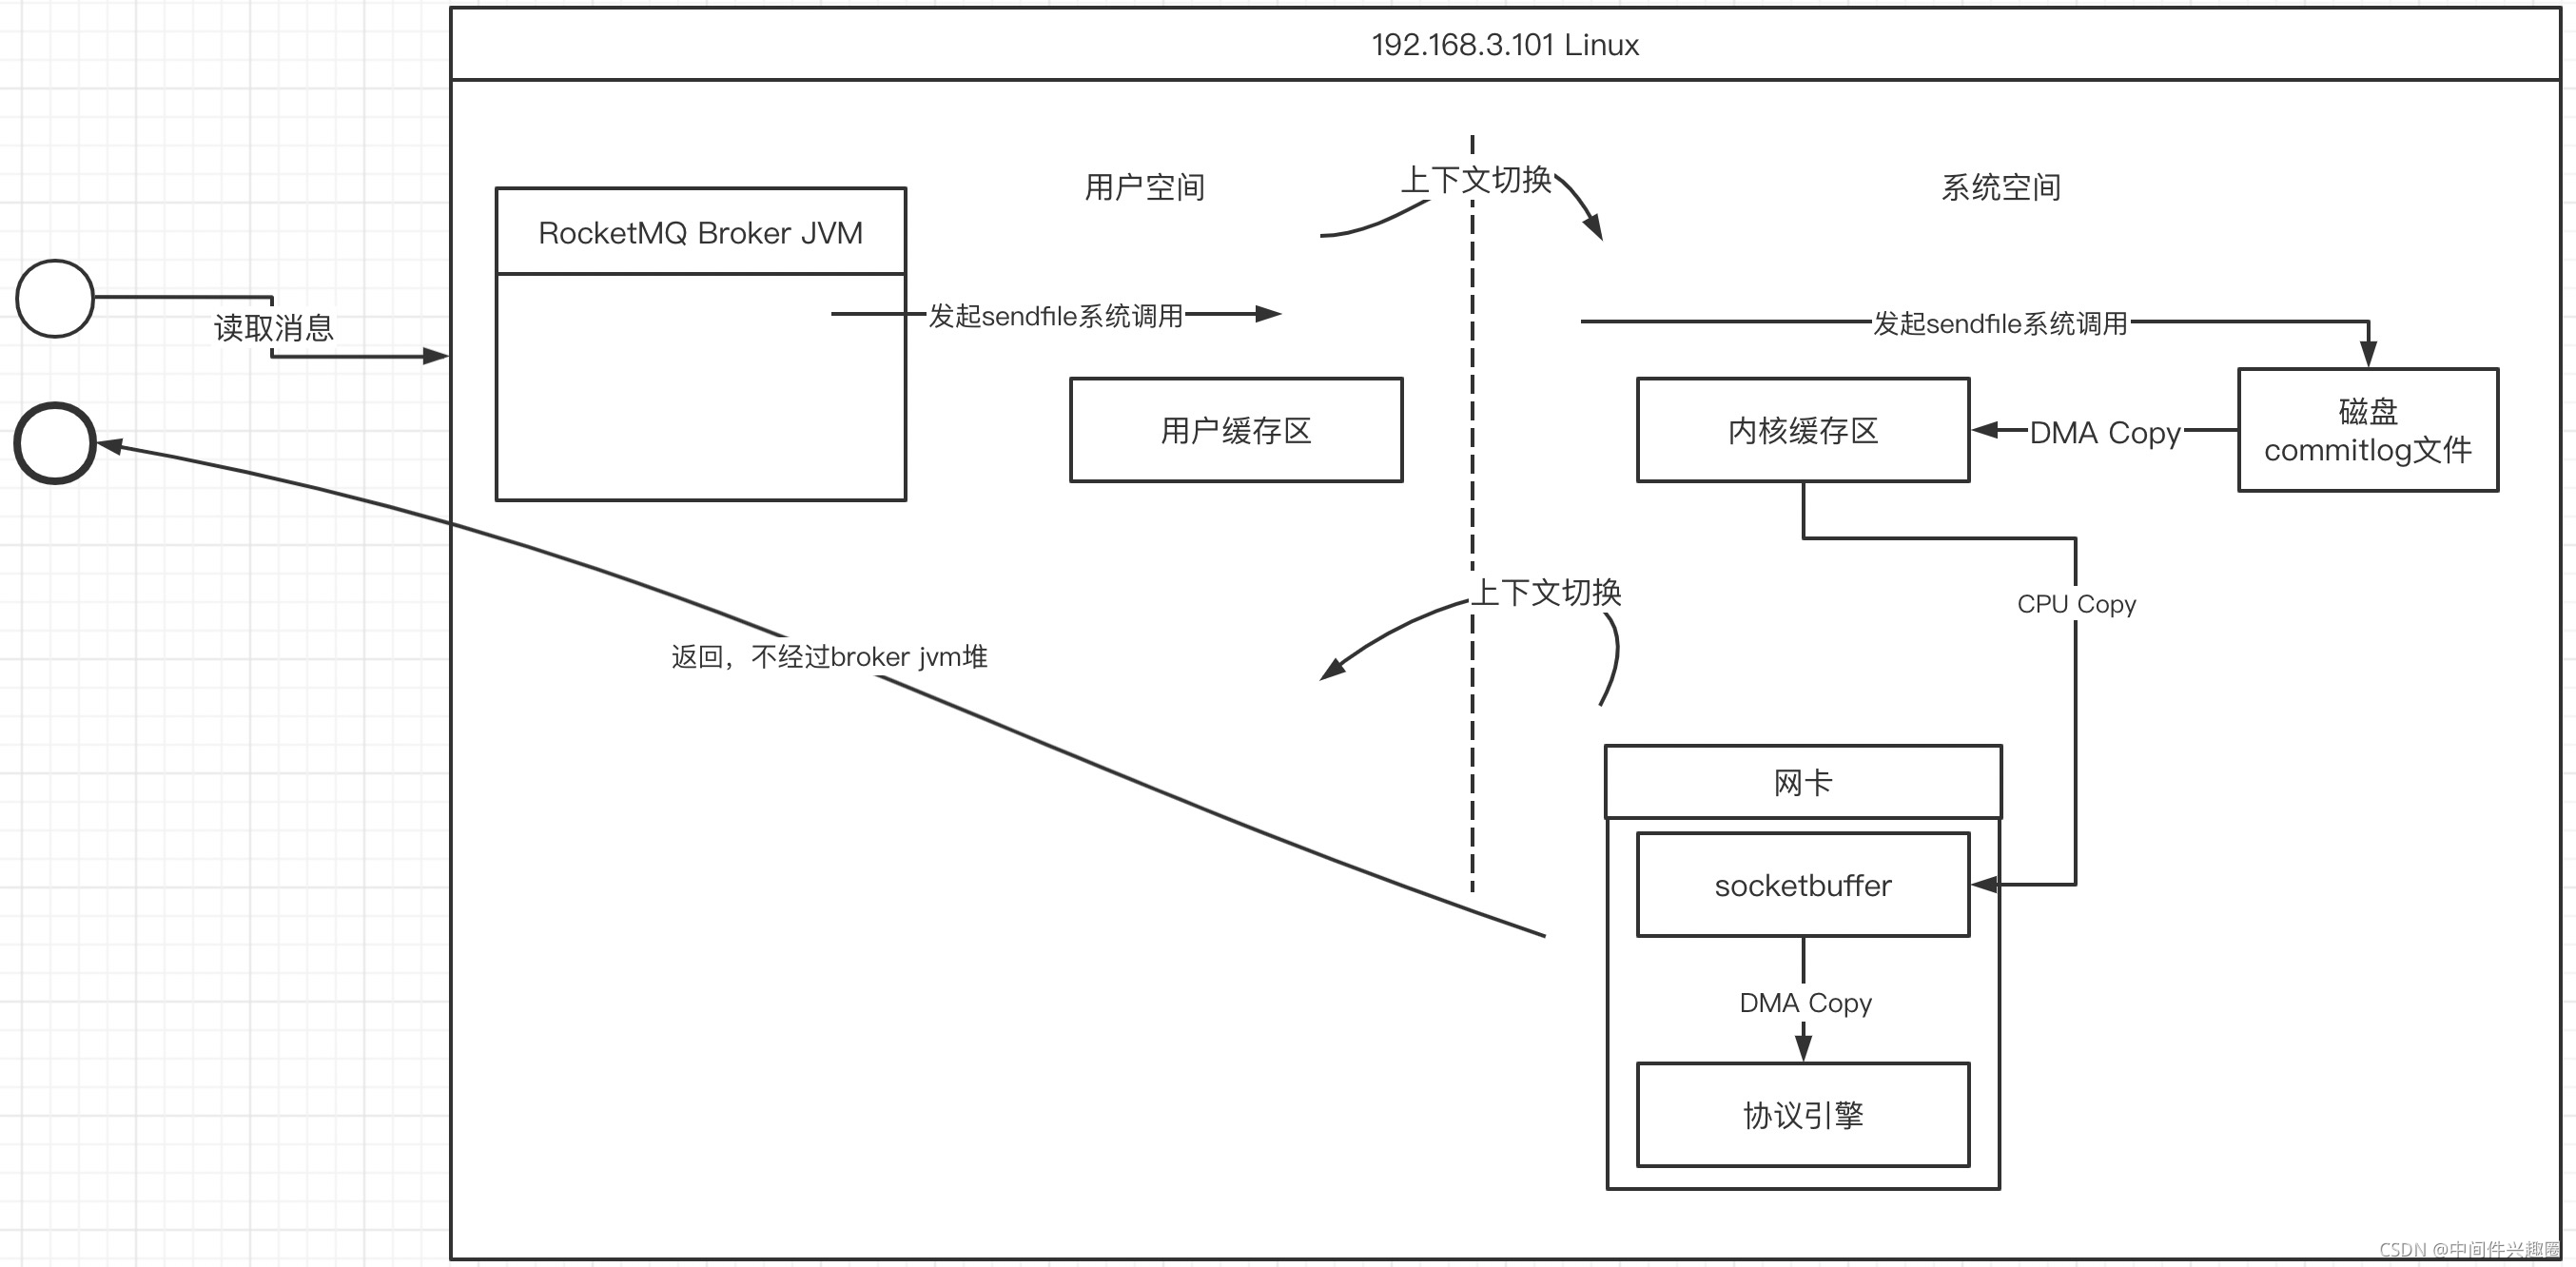 192.168.3.101 Linux
上下文切换
用户空间
系统空间
RocketMQ Broker JVM
读取消息
发起sendfile系统调用
发起sendfile系统调用
用户缓存区
内核缓存区
DMA Copy
磁盘
commitlog文件
上下文切换
CPU Copy
返回，不经过broker jvm堆
网卡
socketbuffer
DMA Copy
协议引擎
CSDN @中间件兴趣圈